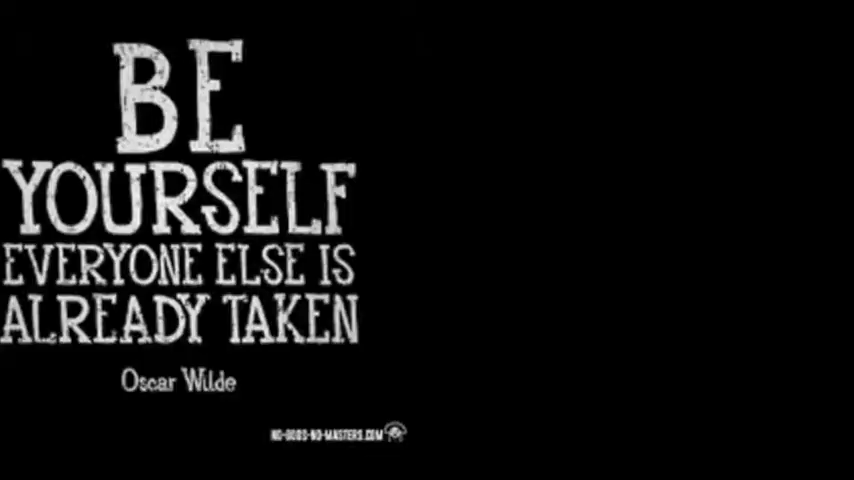 BE
YOURSELF
EVERYONE ELSE IS
ALREADY TAKEN
Oscar Wilde
NO-GODS-NO-MASTERS.COM